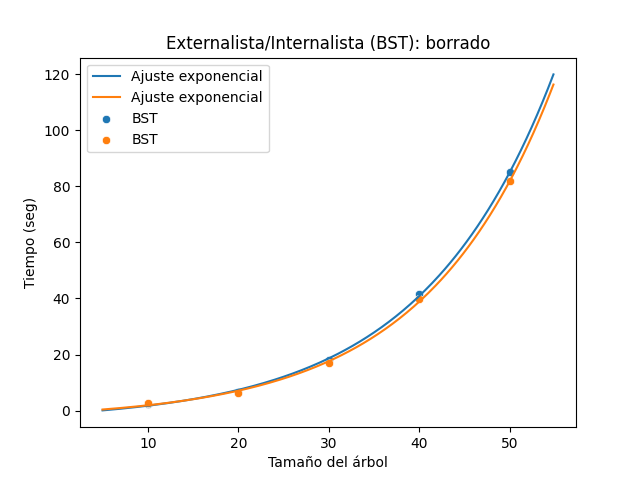 Externalista/Internalista (BST): borrado
Ajuste exponencial
Ajuste exponencial
BST
BST
120
100
80
60
40
20
0
Tiempo (seg)
10 20 30 40 50
Tamaño del árbol